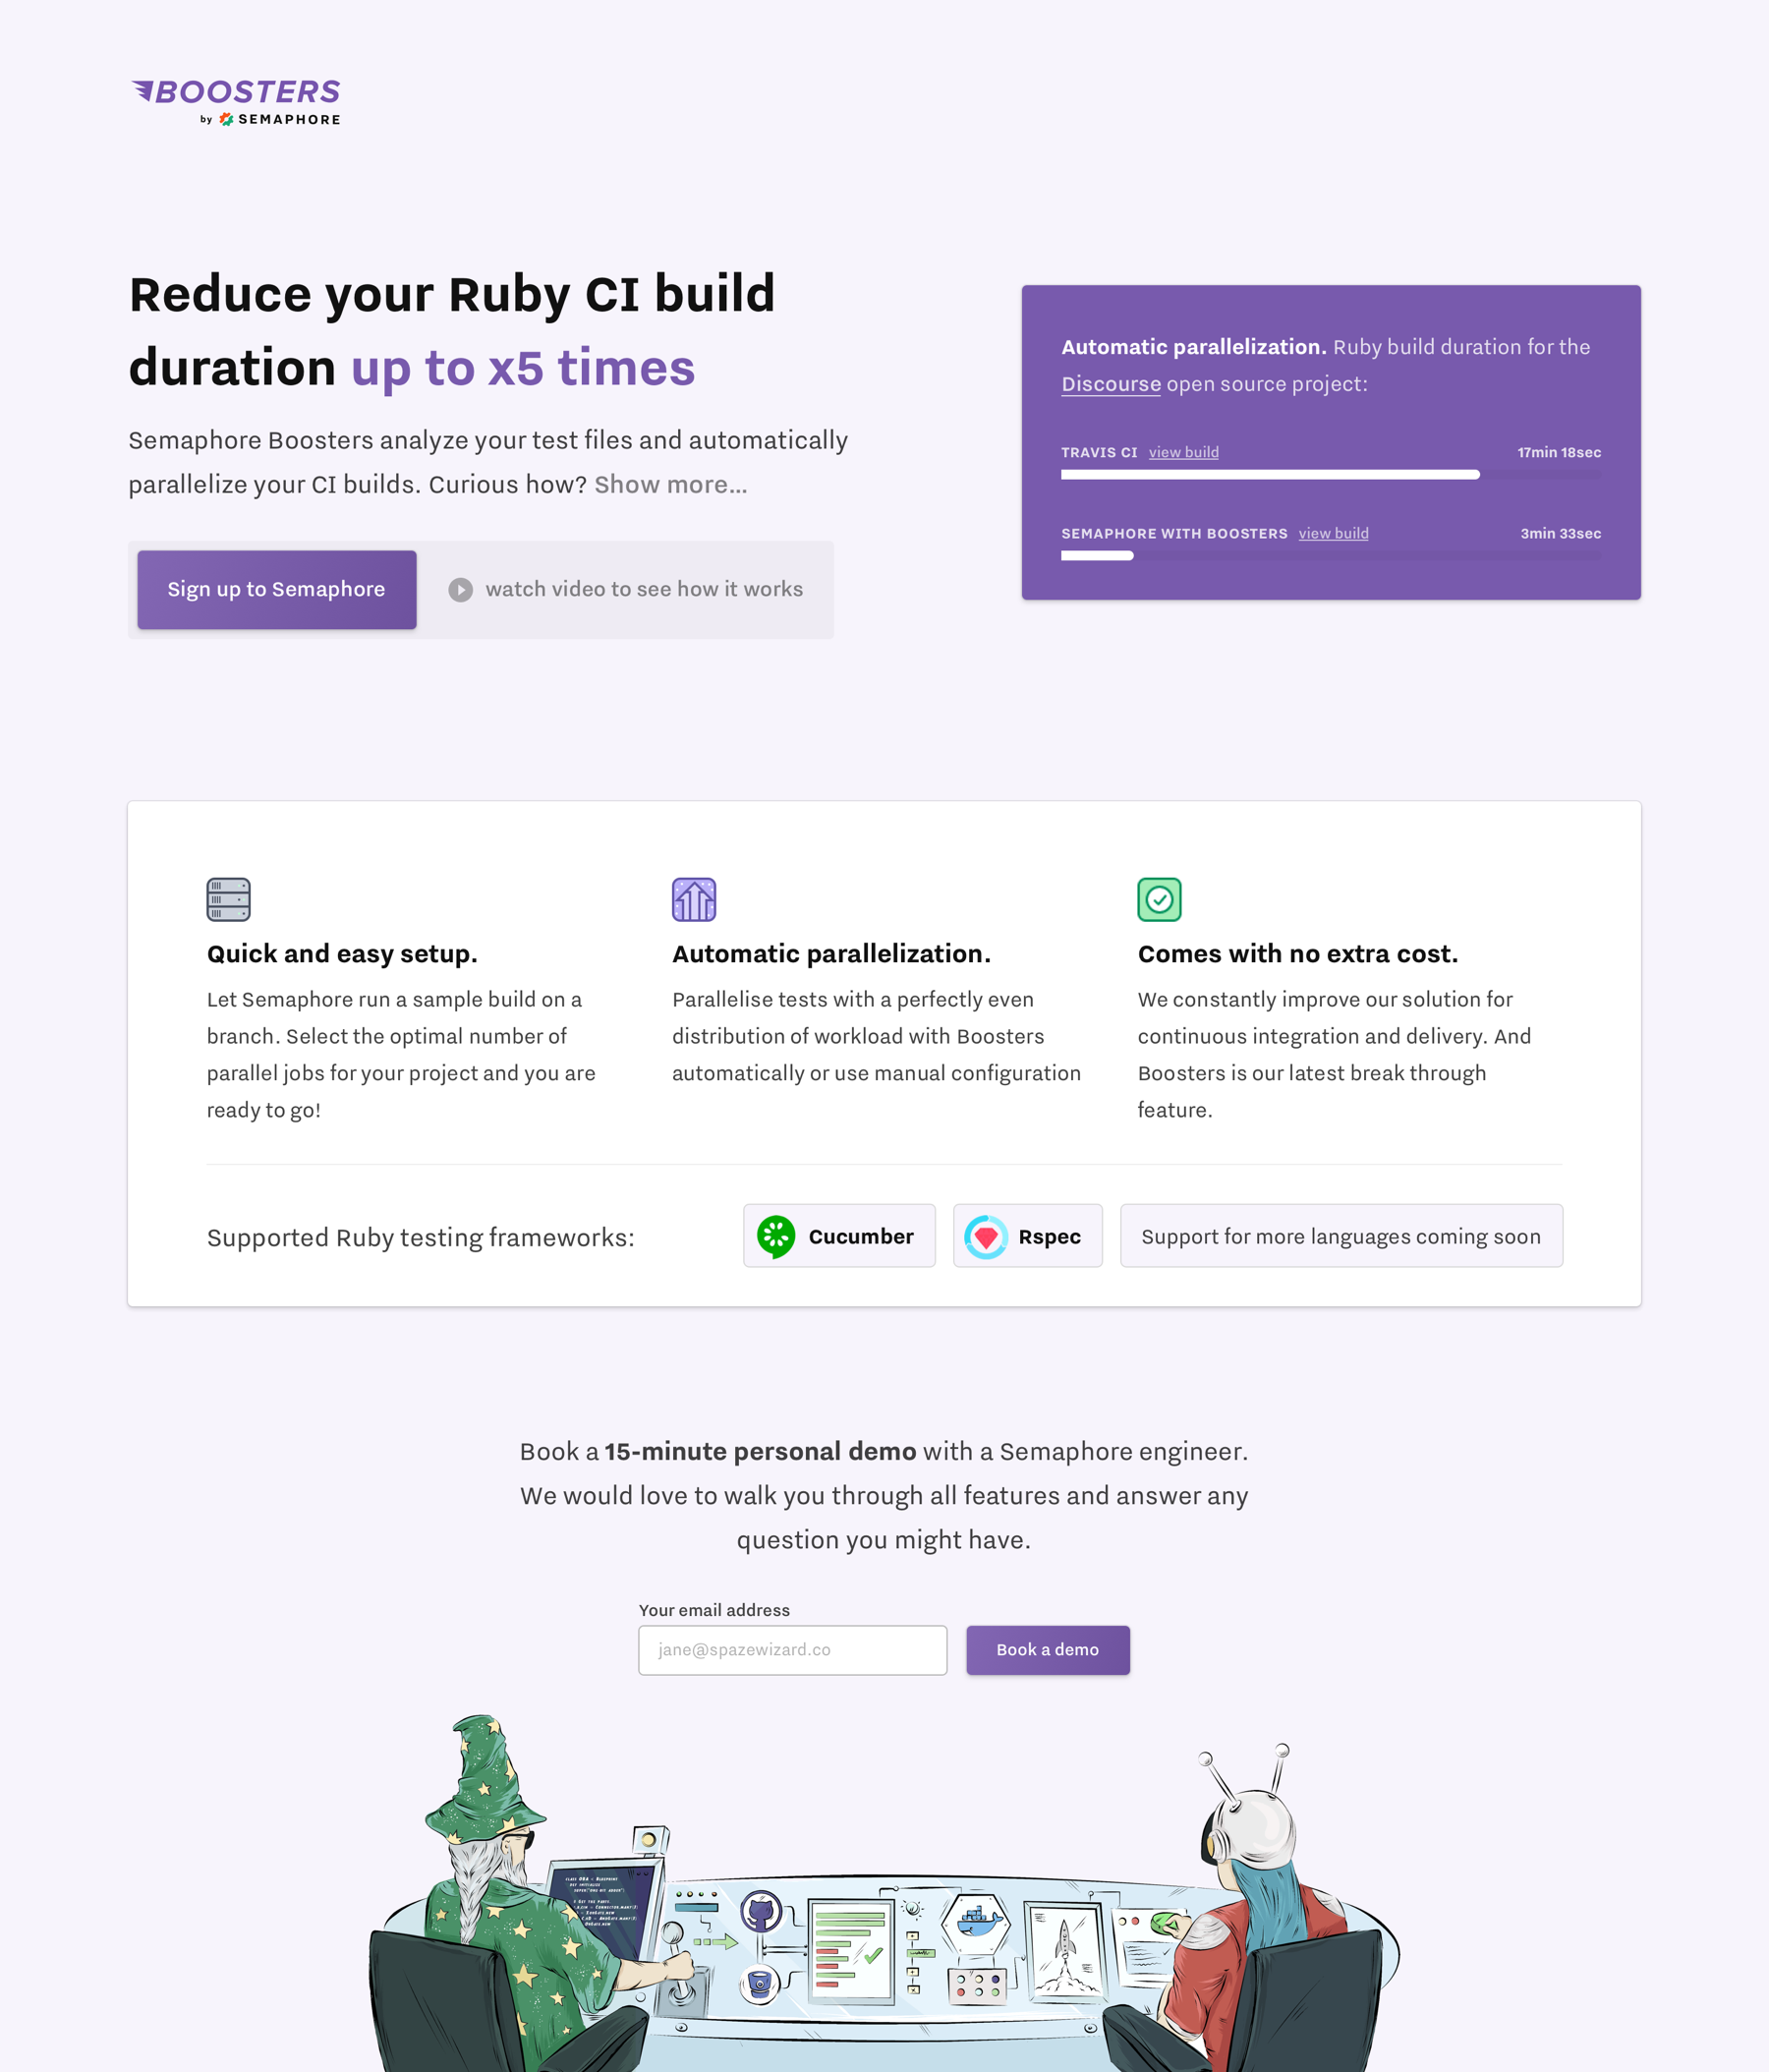 BOOSTERS
by SEMAPHORE
Reduce your Ruby CI build
duration up to x5 times
Semaphore Boosters analyze your test files and automatically
parallelize your CI builds. Curious how? Show more...
Sign up to Semaphore
watch video to see how it works
Automatic parallelization. Ruby build duration for the
Discourse open source project:
TRAVIS CI view build 17min 18sec
SEMAPHORE WITH BOOSTERS view build 3min 33sec
Quick and easy setup.
Let Semaphore run a sample build on a
branch. Select the optimal number of
parallel jobs for your project and you are
ready to go!
Automatic parallelization.
Parallelise tests with a perfectly even
distribution of workload with Boosters
automatically or use manual configuration
Comes with no extra cost.
We constantly improve our solution for
continuous integration and delivery. And
Boosters is our latest break through
feature.
Supported Ruby testing frameworks:
Cucumber
Rspec
Support for more languages coming soon
Book a 15-minute personal demo with a Semaphore engineer.
We would love to walk you through all features and answer any
question you might have.
Your email address
jane@spazewizard.co
Book a demo